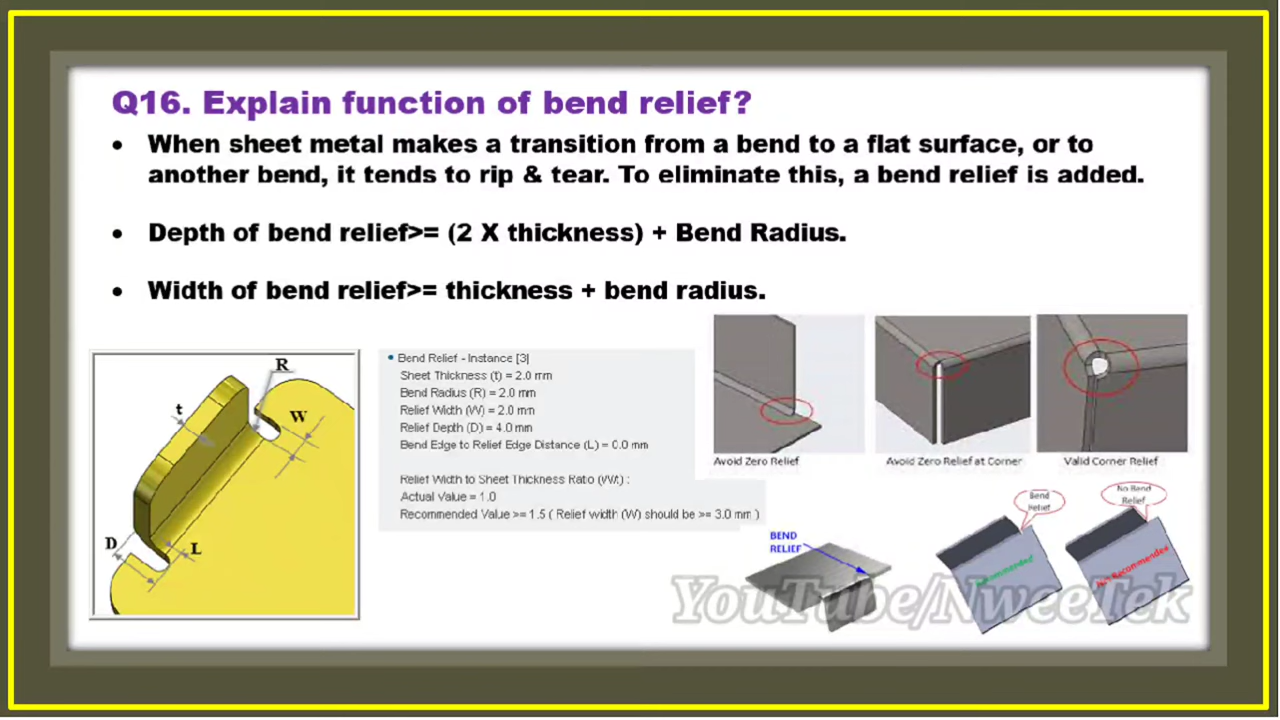 Q16. Explain function of bend relief?
• When sheet metal makes a transition from a bend to a flat surface, or to
another bend, it tends to rip & tear. To eliminate this, a bend relief is added.
• Depth of bend relief>= (2 X thickness) + Bend Radius.
• Width of bend relief>= thickness + bend radius.
R
t
W
D
L
• Bend Relief - Instance [3]
Sheet Thickness (t) = 2.0 mm
Bend Radius (R) = 2.0 mm
Relief Width (W) = 2.0 mm
Relief Depth (D) = 4.0 mm
Bend Edge to Relief Edge Distance (L) = 0.0 mm
Relief Width to Sheet Thickness Ratio (W/t) :
Actual Value = 1.0
Recommended Value >= 1.5 ( Relief width (W) should be >= 3.0 mm )
Avoid Zero Relief
Avoid Zero Relief at Corner
Valid Corner Relief
BEND
RELIEF
Bend
Relief
Recommended
No Bend
Relief
Not Recommended
YouTube/NweeTek